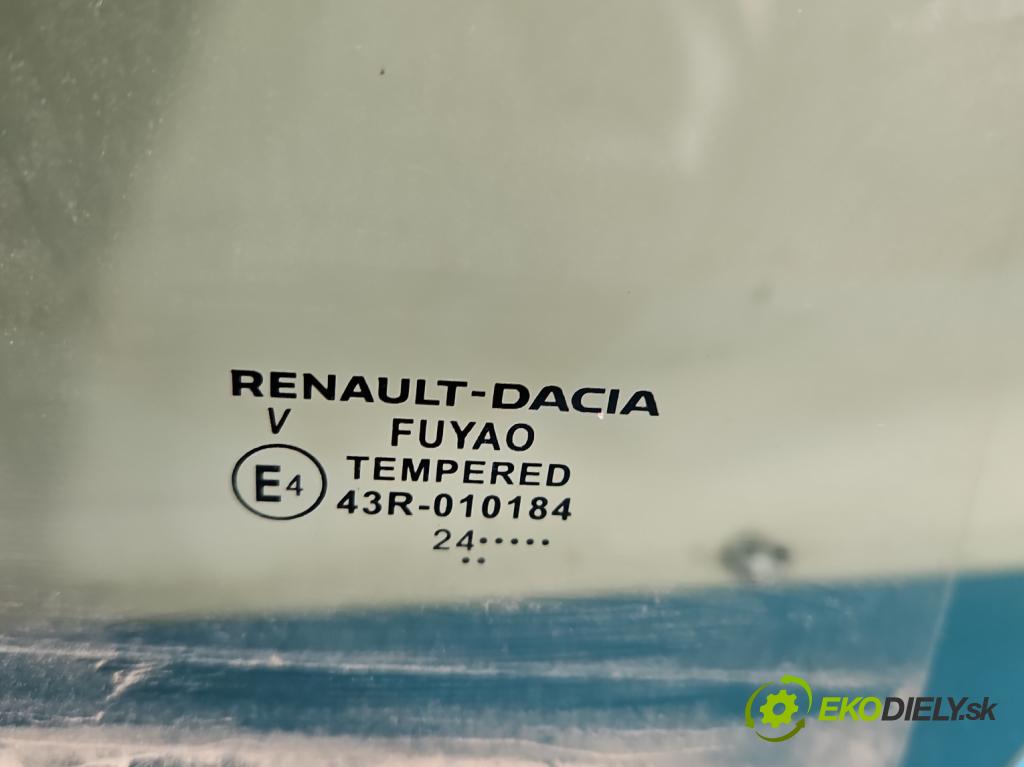 RENAULT-DACIA
V
FUYAO
E4
TEMPERED
43R-010184
24•••••
••
EKODIELY.sk